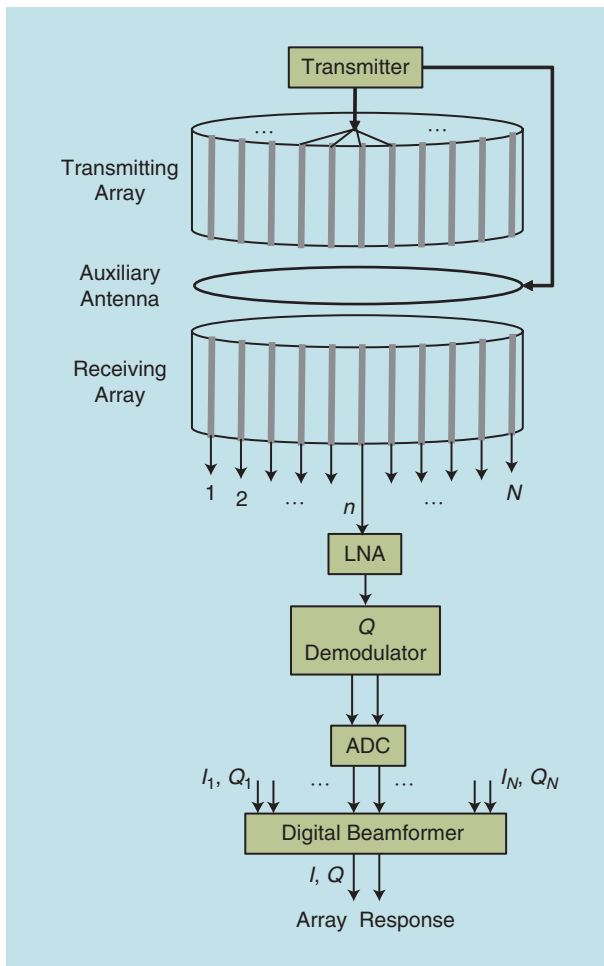 Transmitter
... ...
Transmitting
Array
Auxiliary
Antenna
Receiving
Array
1 2 ... n ... N
LNA
Q
Demodulator
ADC
I1, Q1 ... ... IN, QN
Digital Beamformer
I, Q
Array Response